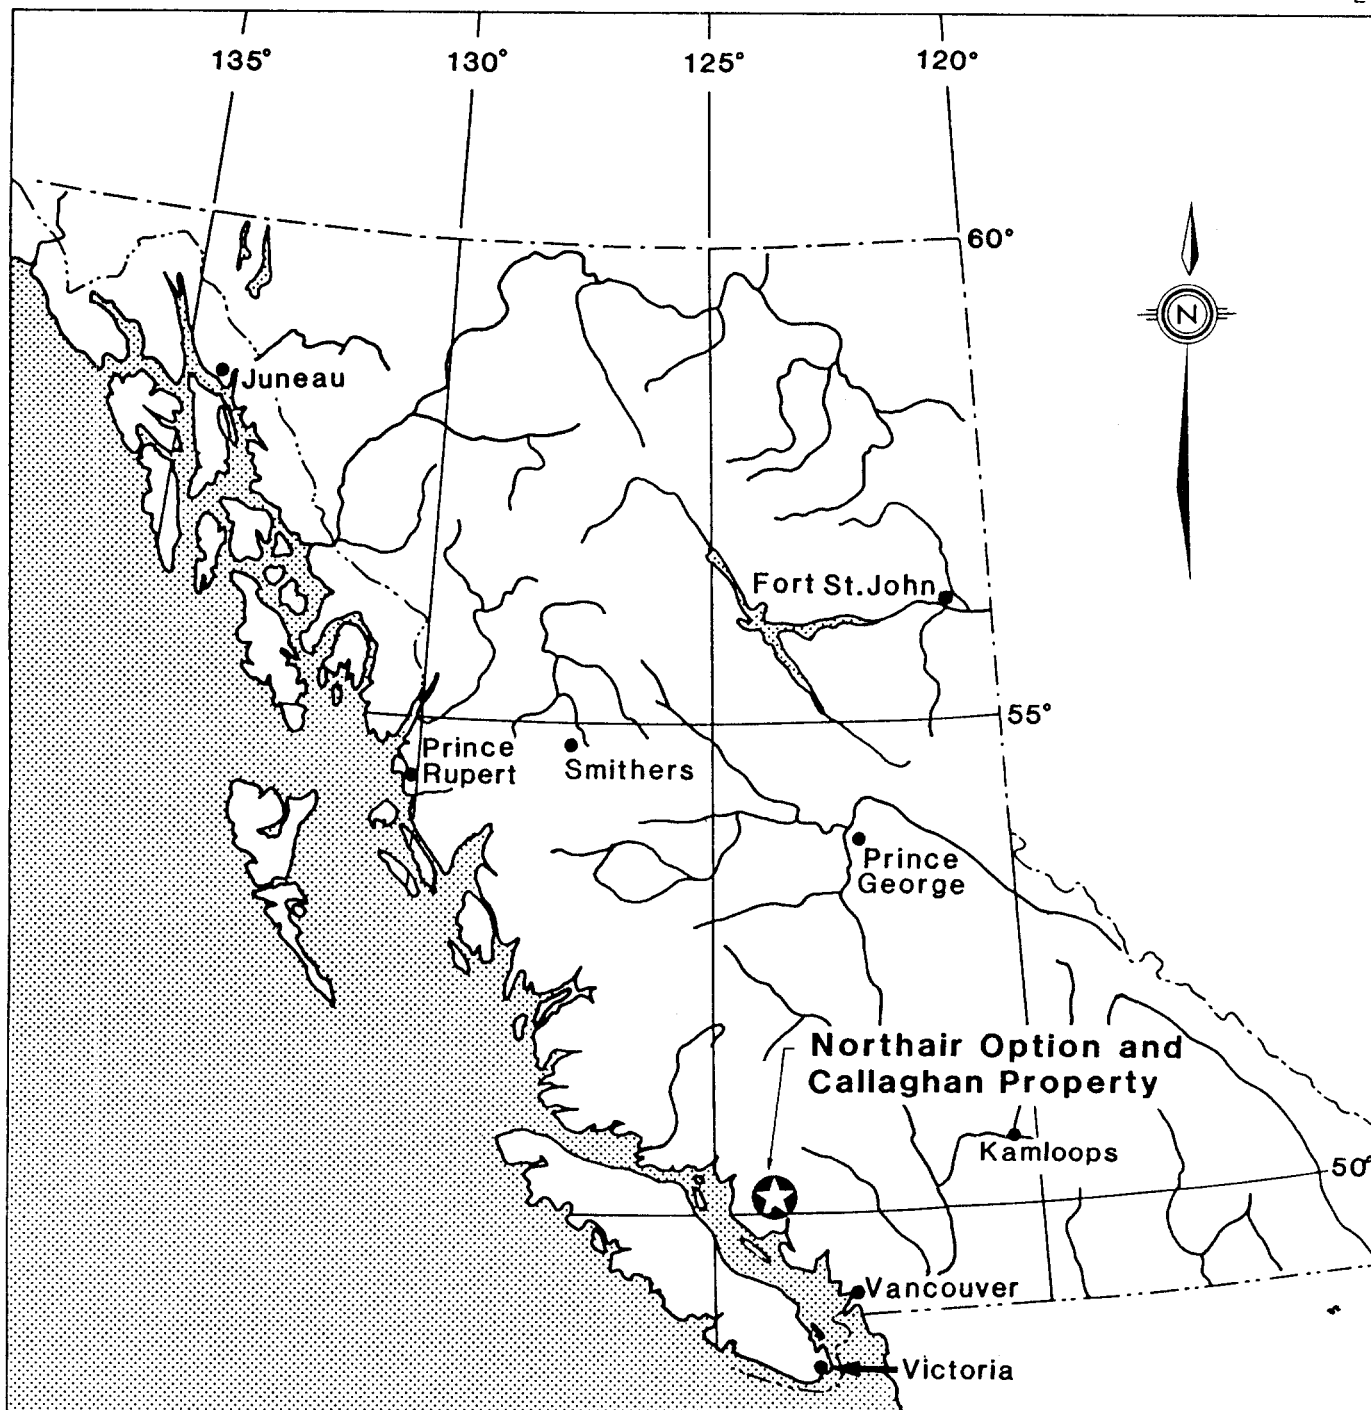 135° 130° 125° 120°
60°
N
Juneau
Fort St. John
55°
Prince
Rupert
Smithers
Prince
George
Northair Option and
Callaghan Property
Kamloops
50°
Vancouver
Victoria